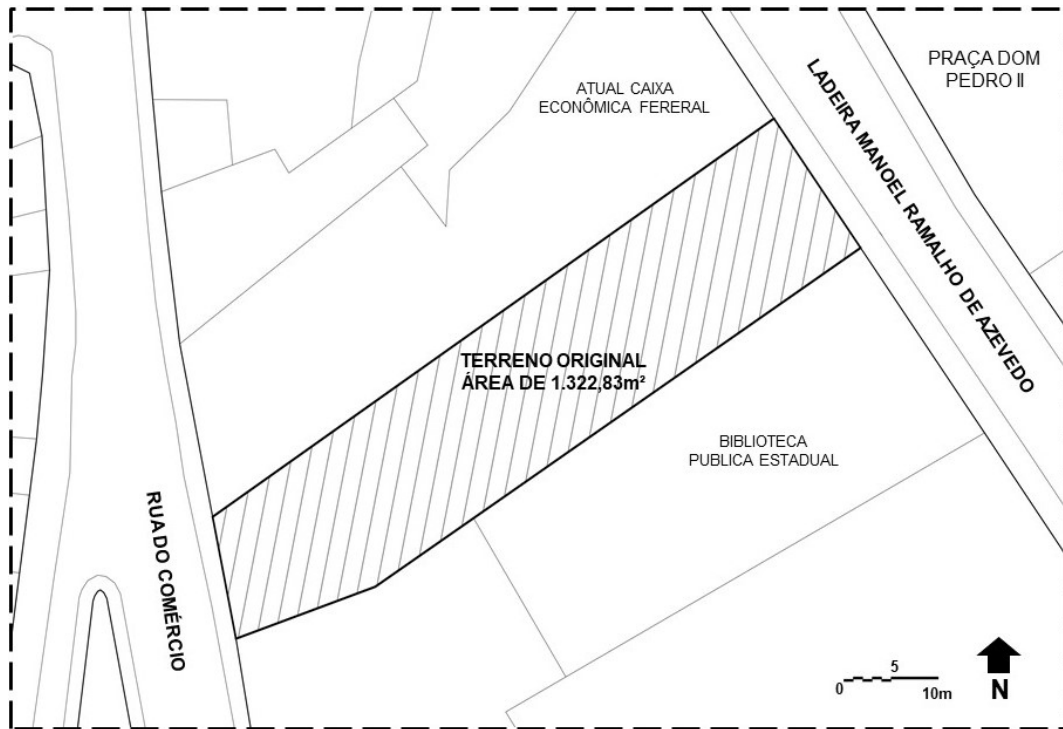 PRAÇA DOM
PEDRO II
ATUAL CAIXA
ECONÔMICA FERERAL
LADEIRA MANOEL RAMALHO DE AZEVEDO
TERRENO ORIGINAL
ÁREA DE 1.322,83m²
BIBLIOTECA
PUBLICA ESTADUAL
RUA DO COMÉRCIO
5
0
10m
N